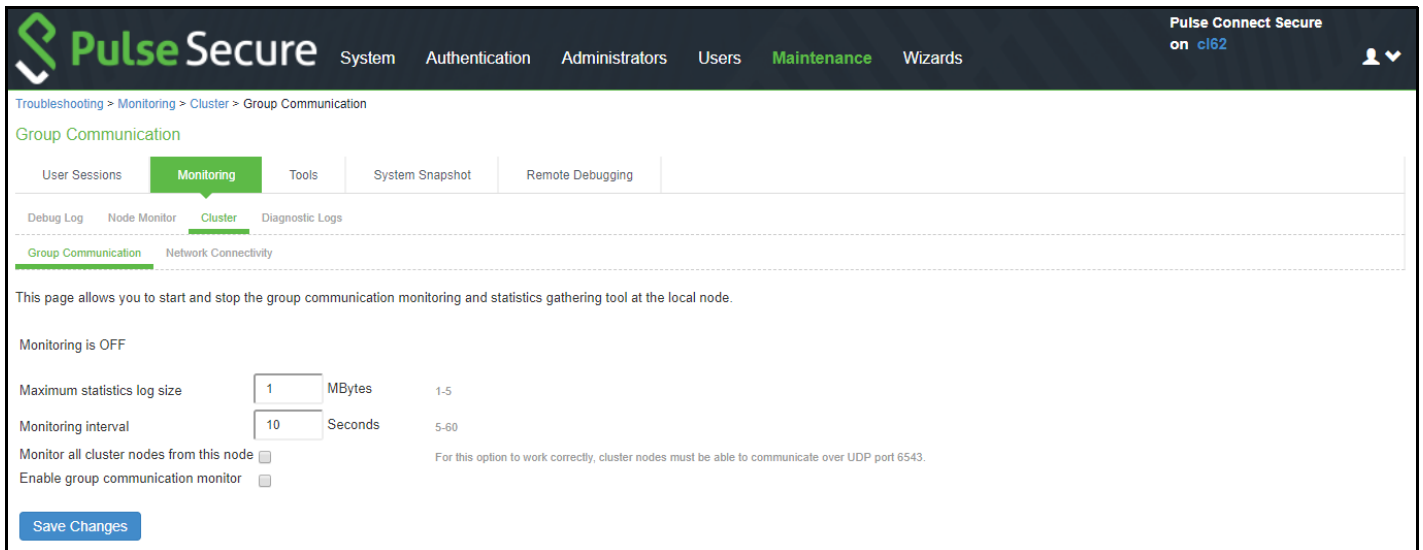 Pulse Secure
System Authentication Administrators Users Maintenance Wizards
Pulse Connect Secure
on cl62
Troubleshooting > Monitoring > Cluster > Group Communication
Group Communication
User Sessions Monitoring Tools System Snapshot Remote Debugging
Debug Log Node Monitor Cluster Diagnostic Logs
Group Communication Network Connectivity
This page allows you to start and stop the group communication monitoring and statistics gathering tool at the local node.
Monitoring is OFF
Maximum statistics log size 1 MBytes 1-5
Monitoring interval 10 Seconds 5-60
Monitor all cluster nodes from this node For this option to work correctly, cluster nodes must be able to communicate over UDP port 6543.
Enable group communication monitor
Save Changes